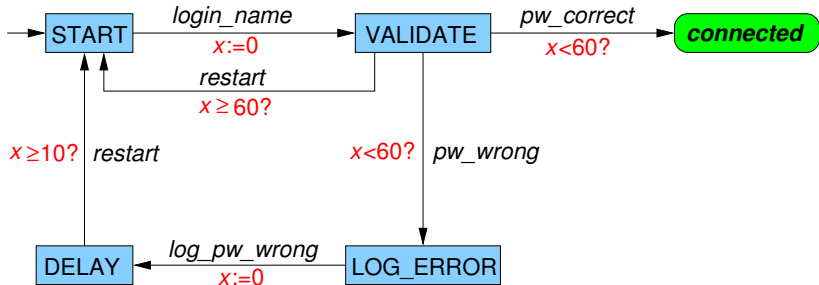 login_name
pw_correct
START
VALIDATE
connected
x:=0
x<60?
restart
x≥60?
x≥10? restart
x<60? pw_wrong
log_pw_wrong
DELAY
LOG_ERROR
x:=0